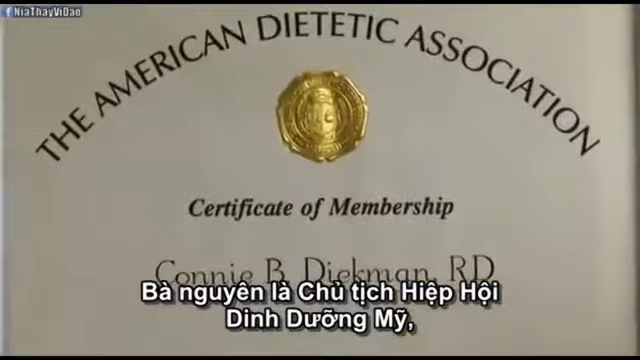 NiaThayViDao
THE AMERICAN DIETETIC ASSOCIATION
Certificate of Membership
Connie B. Diekman, RD
Bà nguyên là Chủ tịch Hiệp Hội
Dinh Dưỡng Mỹ,